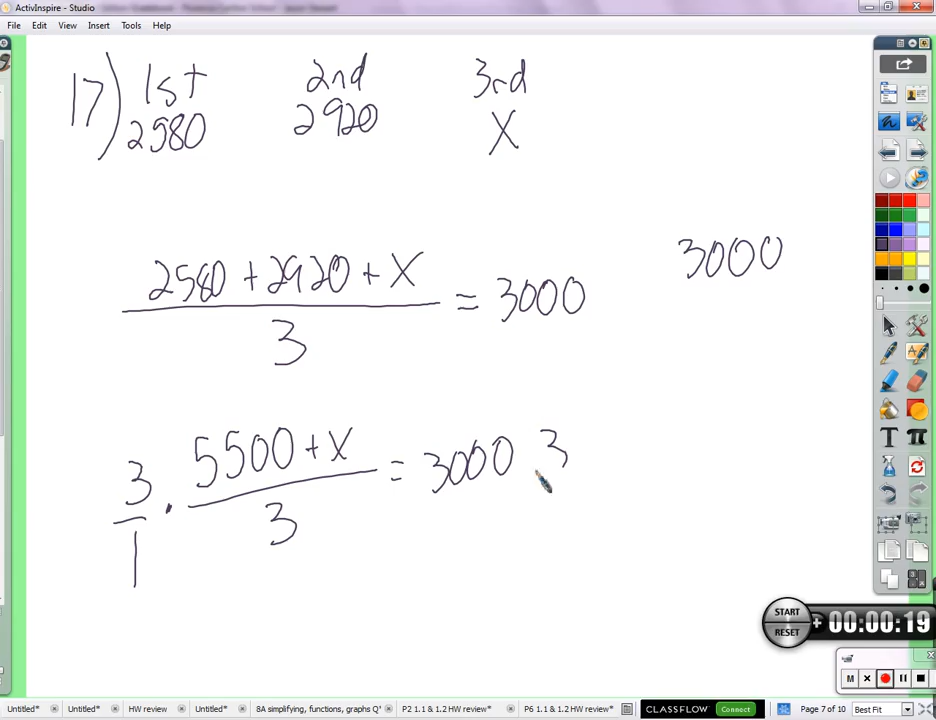 ActivInspire - Studio
File Edit View Insert Tools Help
17) 1st 2nd 3rd
2580 2920 X
3000
2580 + 2920 + X
= 3000
3
3 · 5500 + X = 3000 3
1 3
START
RESET
00:00:19
M
Untitled* Untitled* HW review Untitled* 8A simplifying, functions, graphs Q* P2 1.1 & 1.2 HW review* P6 1.1 & 1.2 HW review* CLASSFLOW Connect Page 7 of 10 Best Fit